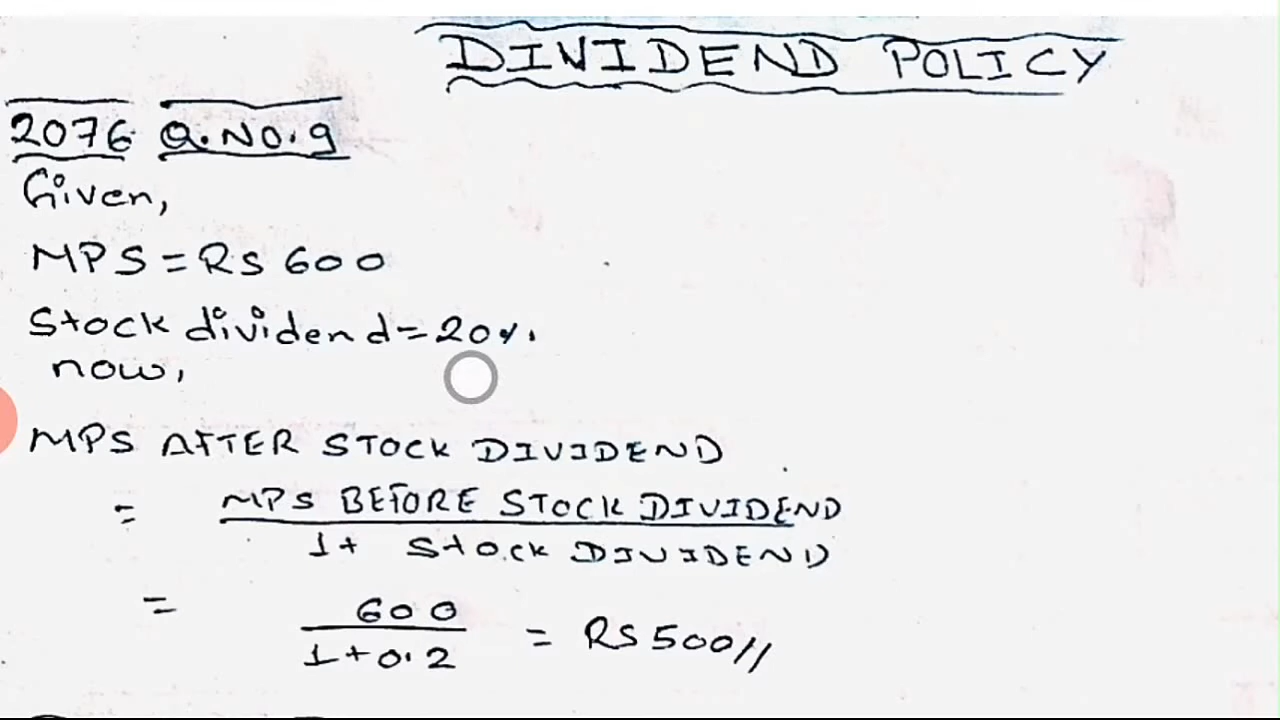 DIVIDEND POLICY
2076 Q.NO.9
Given,
MPS = RS 600
Stock dividend = 20%.
now,
MPS AFTER STOCK DIVIDEND
= MPS BEFORE STOCK DIVIDEND
1+ Stock DIVIDEND
= 600
1+0.2
= RS 500//